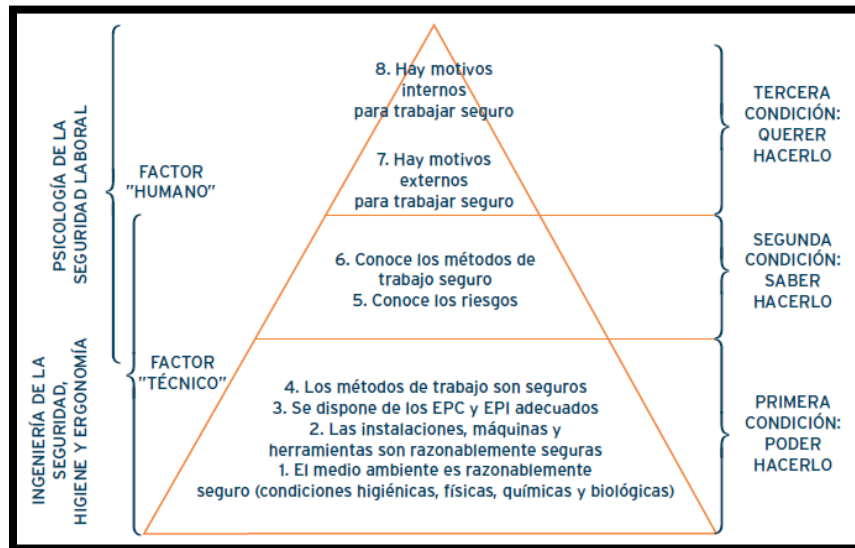 PSICOLOGÍA DE LA
SEGURIDAD LABORAL
FACTOR
"HUMANO"
INGENIERÍA DE LA
SEGURIDAD,
HIGIENE Y ERGONOMÍA
FACTOR
"TÉCNICO"
8. Hay motivos
internos
para trabajar seguro
7. Hay motivos
externos
para trabajar seguro
6. Conoce los métodos de
trabajo seguro
5. Conoce los riesgos
4. Los métodos de trabajo son seguros
3. Se dispone de los EPC y EPI adecuados
2. Las instalaciones, máquinas y
herramientas son razonablemente seguras
1. El medio ambiente es razonablemente
seguro (condiciones higiénicas, físicas, químicas y biológicas)
TERCERA
CONDICIÓN:
QUERER
HACERLO
SEGUNDA
CONDICIÓN:
SABER
HACERLO
PRIMERA
CONDICIÓN:
PODER
HACERLO